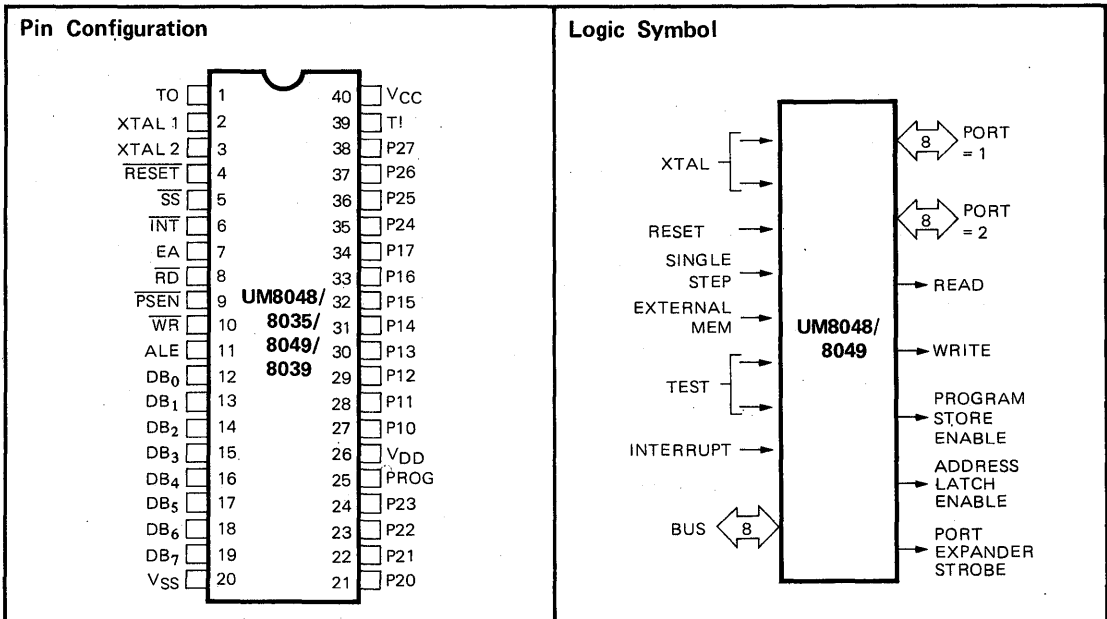 Pin Configuration
TO 1
XTAL 1 2
XTAL 2 3
RESET 4
SS 5
INT 6
EA 7
RD 8
PSEN 9
WR 10
ALE 11
DB0 12
DB1 13
DB2 14
DB3 15
DB4 16
DB5 17
DB6 18
DB7 19
VSS 20
UM8048/
8035/
8049/
8039
40 VCC
39 T!
38 P27
37 P26
36 P25
35 P24
34 P17
33 P16
32 P15
31 P14
30 P13
29 P12
28 P11
27 P10
26 VDD
25 PROG
24 P23
23 P22
22 P21
21 P20
Logic Symbol
XTAL
RESET
SINGLE
STEP
EXTERNAL
MEM
TEST
INTERRUPT
BUS 8
UM8048/
8049
8 PORT
= 1
8 PORT
= 2
READ
WRITE
PROGRAM
STORE
ENABLE
ADDRESS
LATCH
ENABLE
PORT
EXPANDER
STROBE